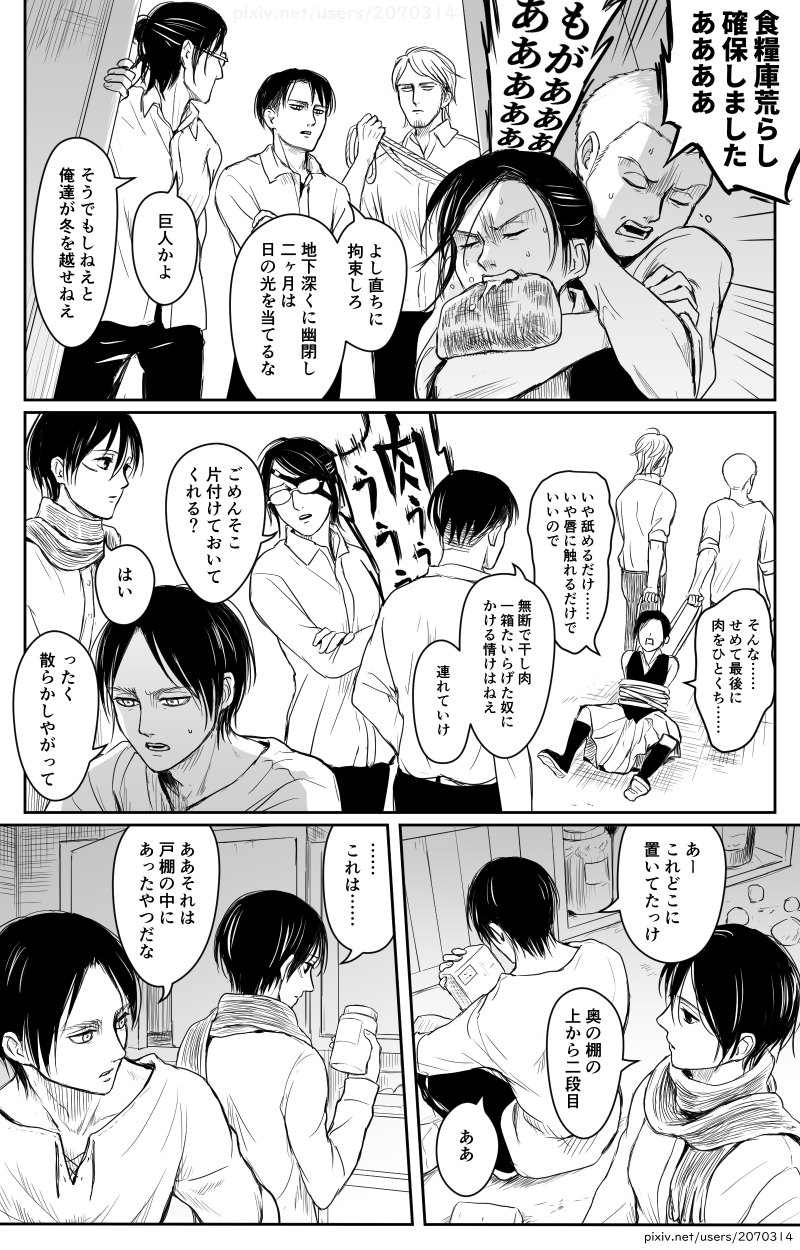 pixiv.net/users/2070314
食糧庫荒らし
確保しました
ああああ
もがあああ
ああああぁ
よし直ちに
拘束しろ
地下深くに幽閉し
二ヶ月は
日の光を当てるな
巨人かよ
そうでもしねえと
俺達が冬を越せねえ
そんな……
せめて最後に
肉をひとくち……
いや舐めるだけ……
いや唇に触れるだけで
いいので
無断で干し肉
一箱たいらげた奴に
かける情けはねえ
連れていけ
肉ぅぅ
うぅぅ
ごめんそこ
片付けておいて
くれる？
はい
ったく
散らかしやがって
あー
これどこに
置いてたっけ
奥の棚の
上から二段目
ああ
……
これは……
ああそれは
戸棚の中に
あったやつだな
pixiv.net/users/2070314